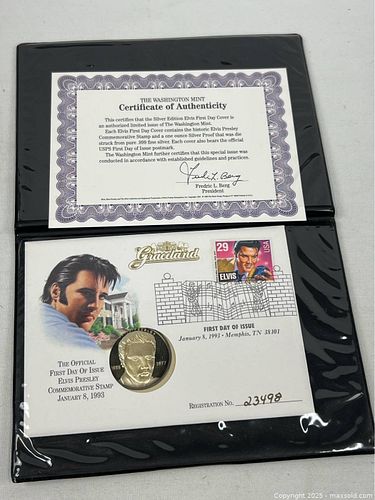 THE WASHINGTON MINT
Certificate of Authenticity
This certifies that the Silver Edition Elvis First Day Cover is
an authorized limited issue of The Washington Mint.
Each Elvis First Day Cover contains the historic Elvis Presley
Commemorative Stamp and a one ounce Silver Proof that was die
struck from pure .999 fine silver. Each cover also bears the official
USPS First Day of Issue postmark.
The Washington Mint further certifies that this special issue was
conducted in accordance with established guidelines and practices.
Fredric L. Berg
Fredric L. Berg
President
Graceland
29
USA
ELVIS
FIRST DAY OF ISSUE
January 8, 1993 • Memphis, TN 38101
1935
1977
THE OFFICIAL
FIRST DAY OF ISSUE
ELVIS PRESLEY
COMMEMORATIVE STAMP
JANUARY 8, 1993
REGISTRATION NO. 23498
Copyright 2025 - maxsold.com